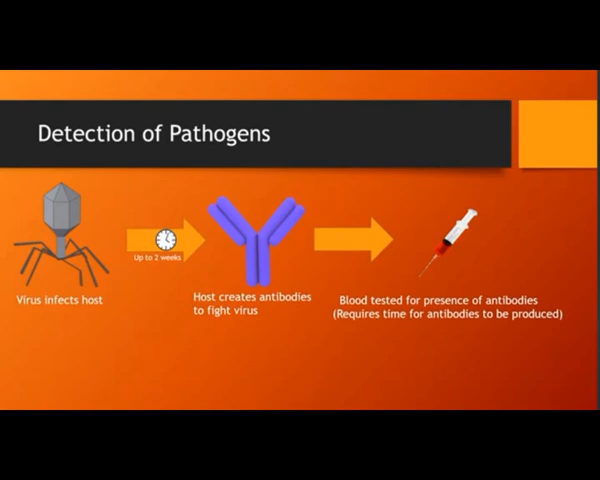 Detection of Pathogens
Up to 2 weeks
Virus infects host
Host creates antibodies
to fight virus
Blood tested for presence of antibodies
(Requires time for antibodies to be produced)